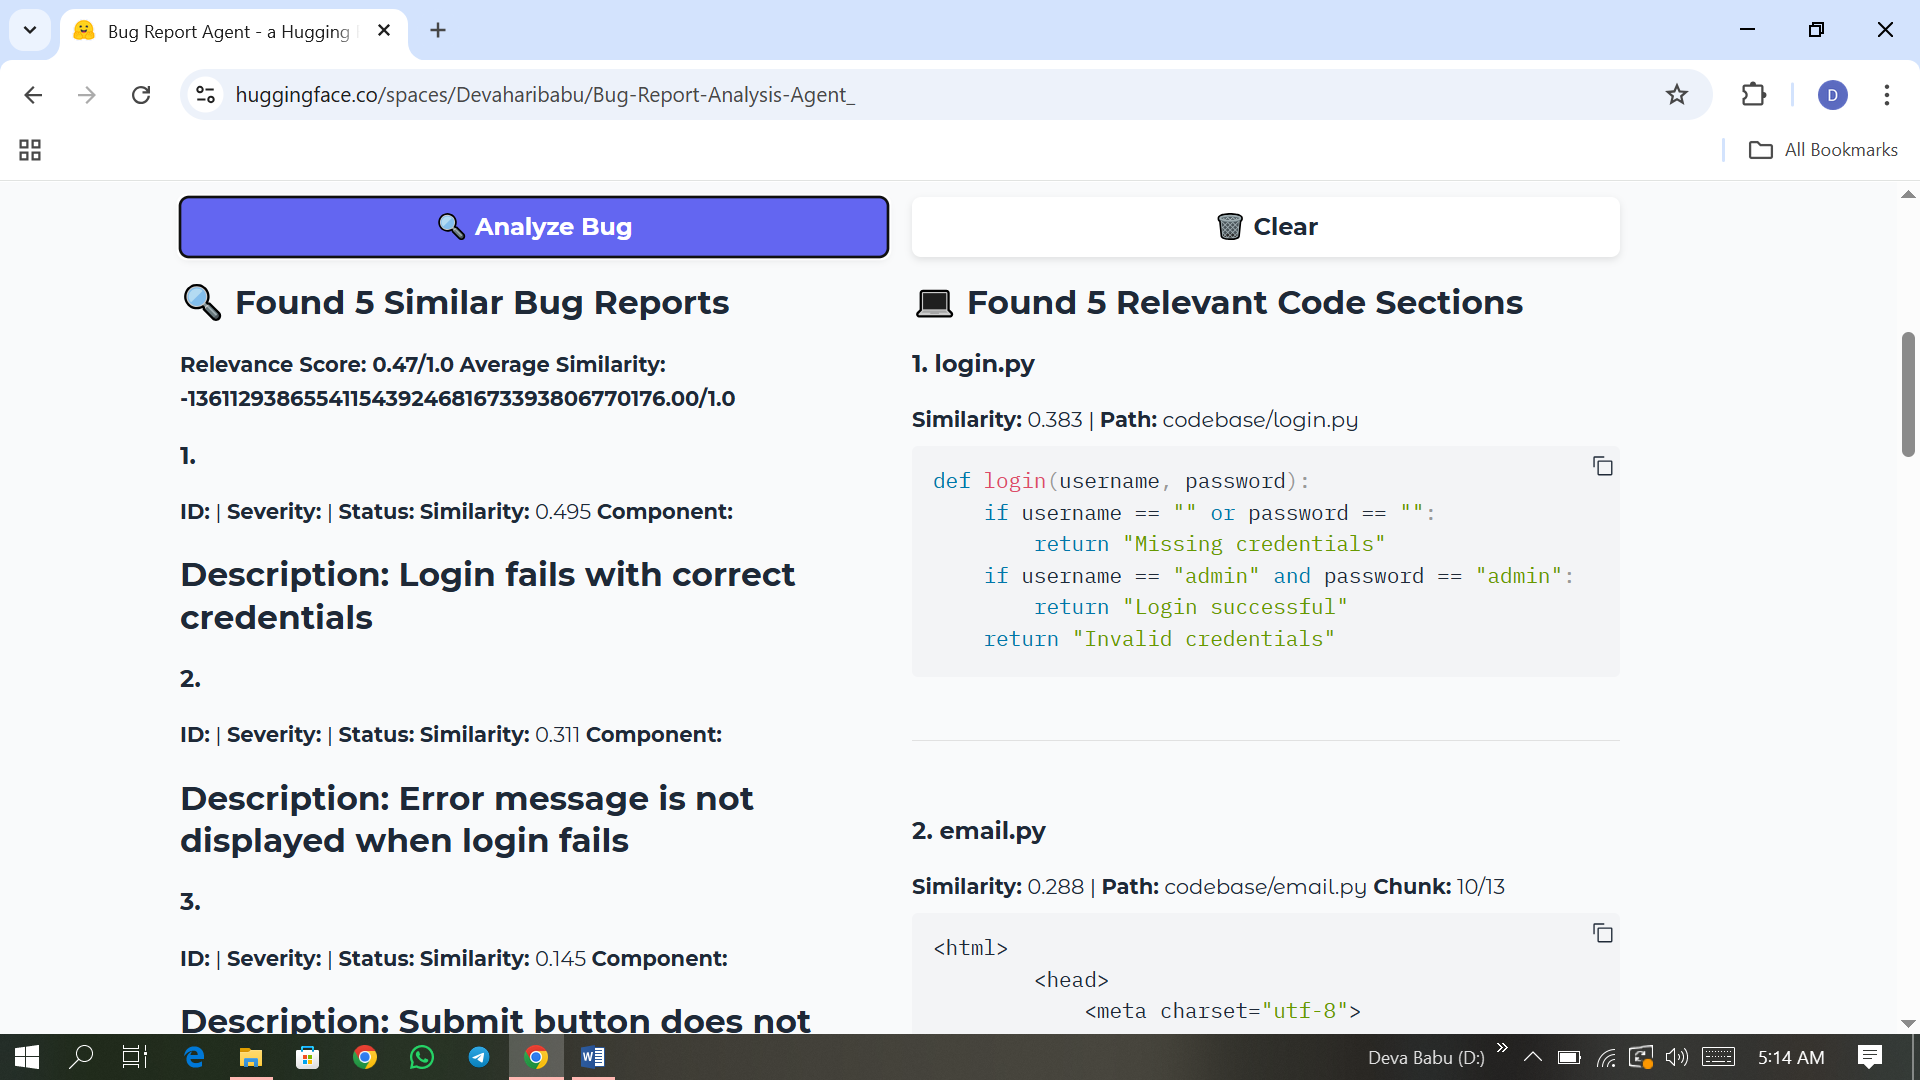 Bug Report Agent - a Hugging
huggingface.co/spaces/Devaharibabu/Bug-Report-Analysis-Agent_
D
All Bookmarks
🔍 Analyze Bug
🗑️ Clear
🔍 Found 5 Similar Bug Reports
Relevance Score: 0.47/1.0 Average Similarity:
-13611293865541154392468167339380677​0176.00/1.0
1.
ID: | Severity: | Status: Similarity: 0.495 Component:
Description: Login fails with correct
credentials
2.
ID: | Severity: | Status: Similarity: 0.311 Component:
Description: Error message is not
displayed when login fails
3.
ID: | Severity: | Status: Similarity: 0.145 Component:
Description: Submit button does not
💻 Found 5 Relevant Code Sections
1. login.py
Similarity: 0.383 | Path: codebase/login.py
def login(username, password):
    if username == "" or password == "":
        return "Missing credentials"
    if username == "admin" and password == "admin":
        return "Login successful"
    return "Invalid credentials"
2. email.py
Similarity: 0.288 | Path: codebase/email.py Chunk: 10/13
<html>
        <head>
            <meta charset="utf-8">
Deva Babu (D:)
5:14 AM